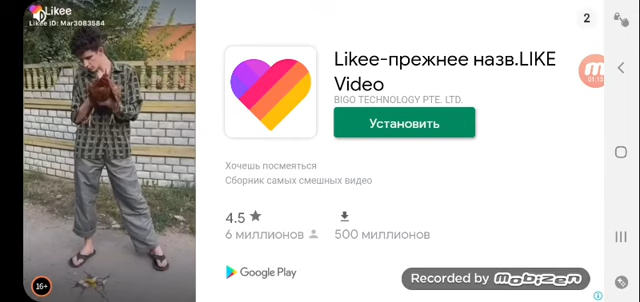 Likee
Likee iD: Mar3083584
16+
2
Likee-прежнее назв.LIKE
Video
BIGO TECHNOLOGY PTE. LTD.
Установить
Хочешь посмеяться
Сборник самых смешных видео
4.5
6 миллионов
500 миллионов
Google Play
Recorded by mobizen